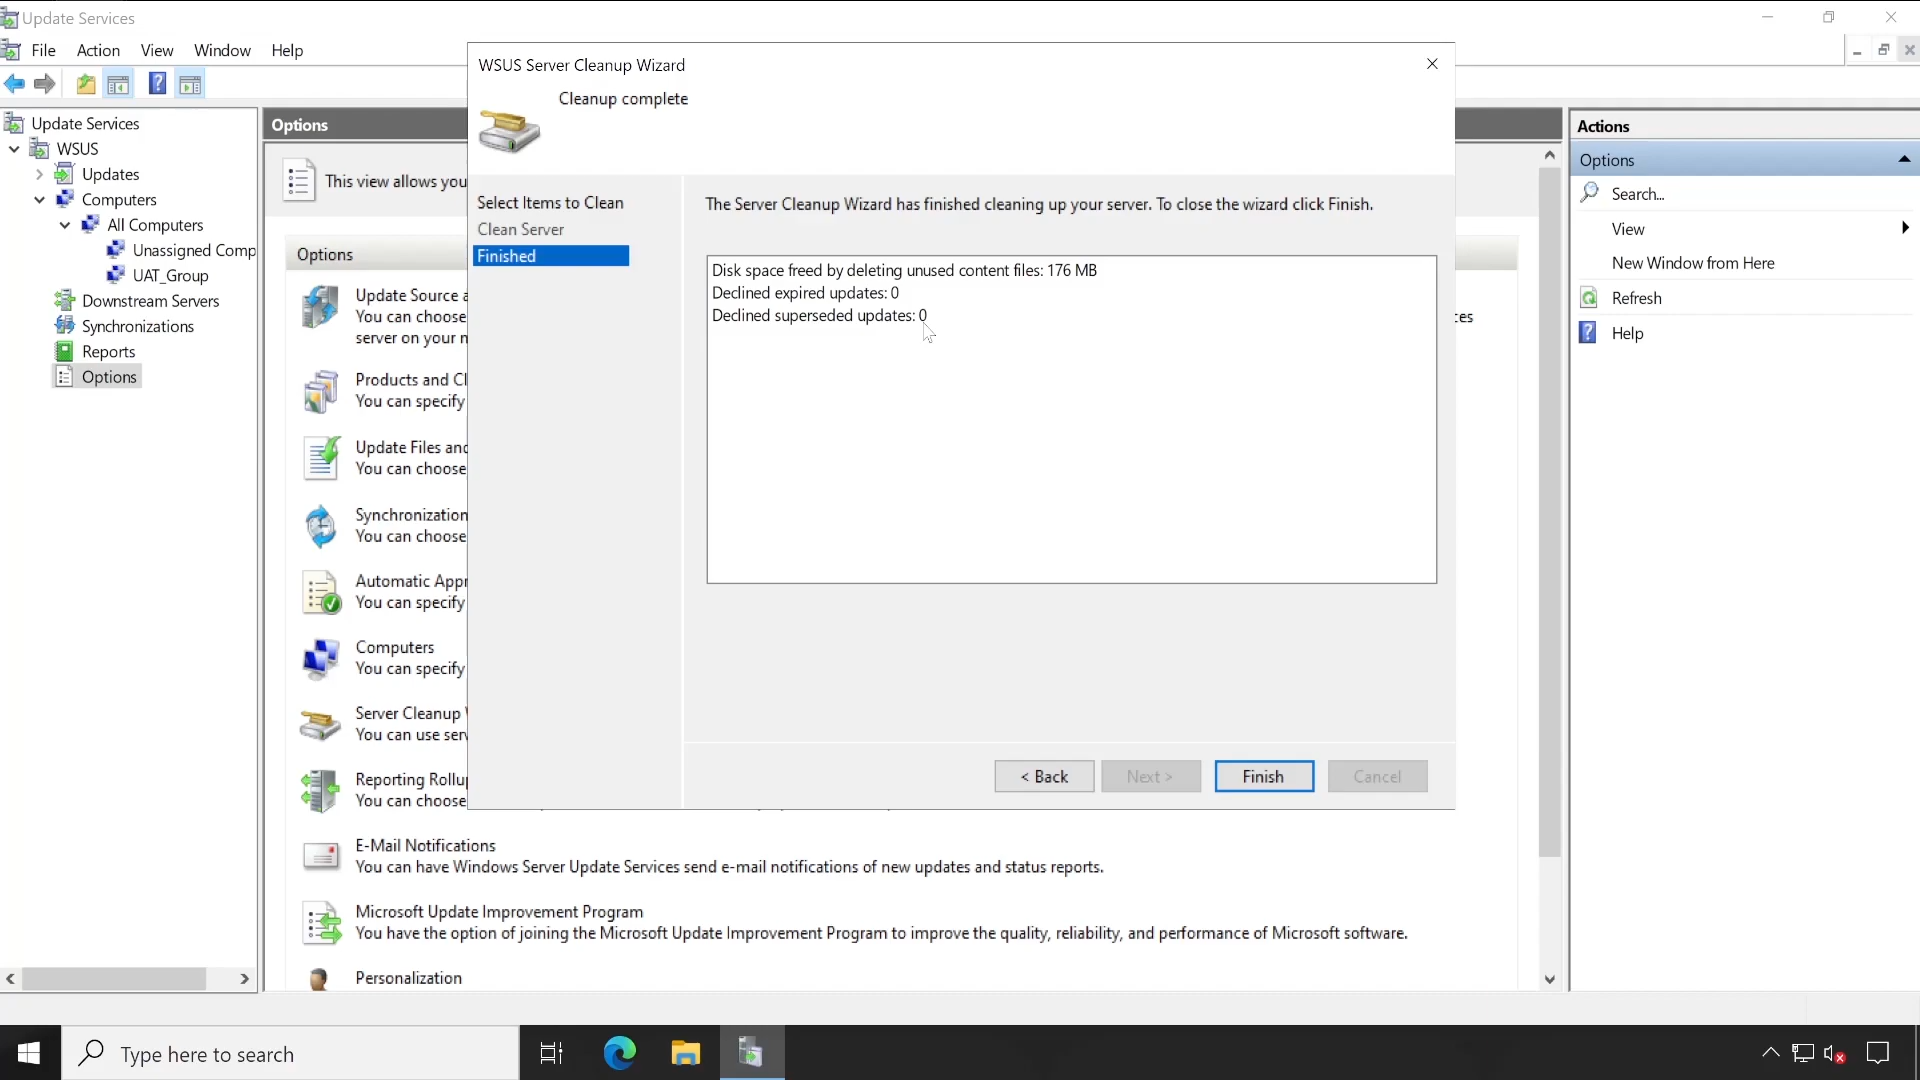 Update Services
File Action View Window Help
Update Services
WSUS
Updates
Computers
All Computers
Unassigned Comp
UAT_Group
Downstream Servers
Synchronizations
Reports
Options
Options
This view allows you
Options
Update Source a
You can choose
server on your n
ces
Products and Cl
You can specify
Update Files and
You can choose
Synchronization
You can choose
Automatic Appr
You can specify
Computers
You can specify
Server Cleanup
You can use serv
Reporting Rollup
You can choose
E-Mail Notifications
You can have Windows Server Update Services send e-mail notifications of new updates and status reports.
Microsoft Update Improvement Program
You have the option of joining the Microsoft Update Improvement Program to improve the quality, reliability, and performance of Microsoft software.
Personalization
WSUS Server Cleanup Wizard
Cleanup complete
Select Items to Clean
Clean Server
Finished
The Server Cleanup Wizard has finished cleaning up your server. To close the wizard click Finish.
Disk space freed by deleting unused content files: 176 MB
Declined expired updates: 0
Declined superseded updates: 0
< Back Next > Finish Cancel
Actions
Options
Search...
View
New Window from Here
Refresh
Help
Type here to search